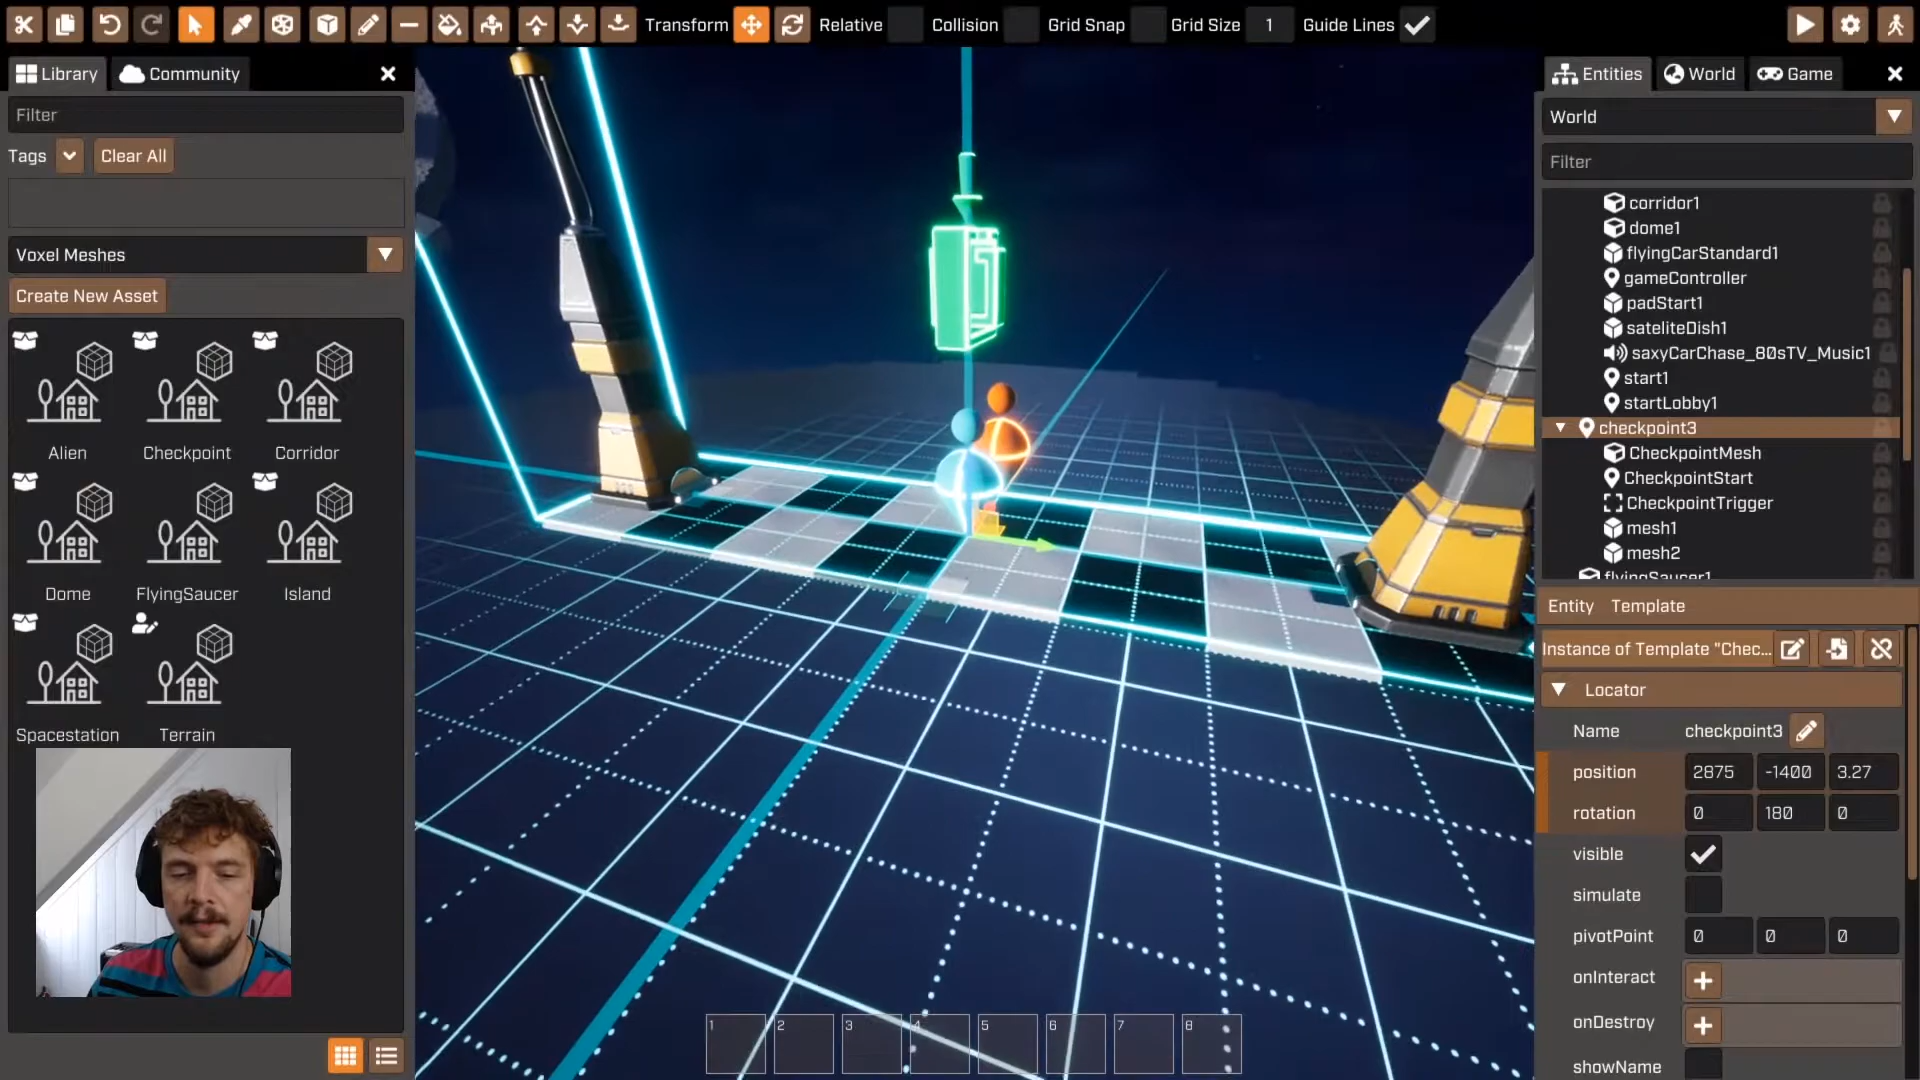 Transform
Relative
Collision
Grid Snap
Grid Size 1
Guide Lines
Library
Community
Filter
Tags
Clear All
Voxel Meshes
Create New Asset
Alien
Checkpoint
Corridor
Dome
FlyingSaucer
Island
Spacestation
Terrain
1 2 3 4 5 6 7 8
Entities
World
Game
World
Filter
corridor1
dome1
flyingCarStandard1
gameController
padStart1
sateliteDish1
saxyCarChase_80sTV_Music1
start1
startLobby1
checkpoint3
CheckpointMesh
CheckpointStart
CheckpointTrigger
mesh1
mesh2
flyingSaucer1
Entity Template
Instance of Template "Chec...
Locator
Name checkpoint3
position 2875 -1400 3.27
rotation 0 180 0
visible
simulate
pivotPoint 0 0 0
onInteract
onDestroy
showName